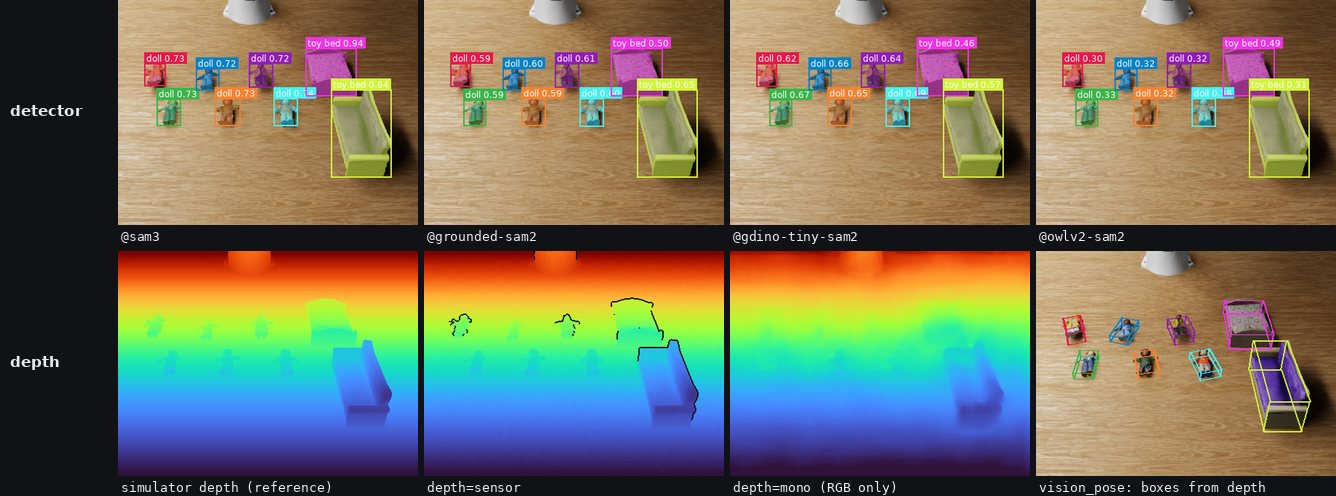 doll 0.73
doll 0.72
doll 0.72
toy bed 0.94
toy bed 0.64
doll 0.73
doll 0.73
doll 0.59
doll 0.60
doll 0.61
toy bed 0.50
toy bed 0.65
doll 0.59
doll 0.59
doll 0.62
doll 0.66
doll 0.64
toy bed 0.46
toy bed 0.57
doll 0.67
doll 0.65
doll 0.30
doll 0.32
doll 0.32
toy bed 0.49
toy bed 0.31
doll 0.33
doll 0.32
detector
@sam3
@grounded-sam2
@gdino-tiny-sam2
@owlv2-sam2
depth
simulator depth (reference)
depth=sensor
depth=mono (RGB only)
vision_pose: boxes from depth